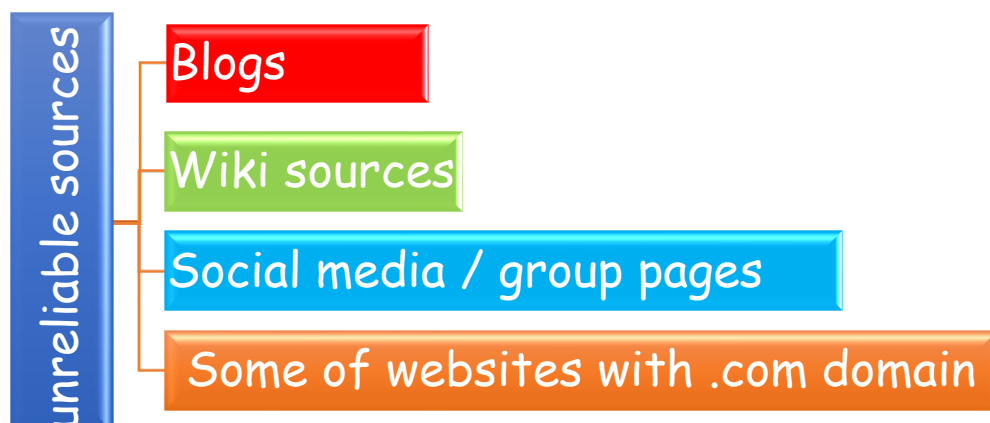 unreliable sources
Blogs
Wiki sources
Social media / group pages
Some of websites with .com domain